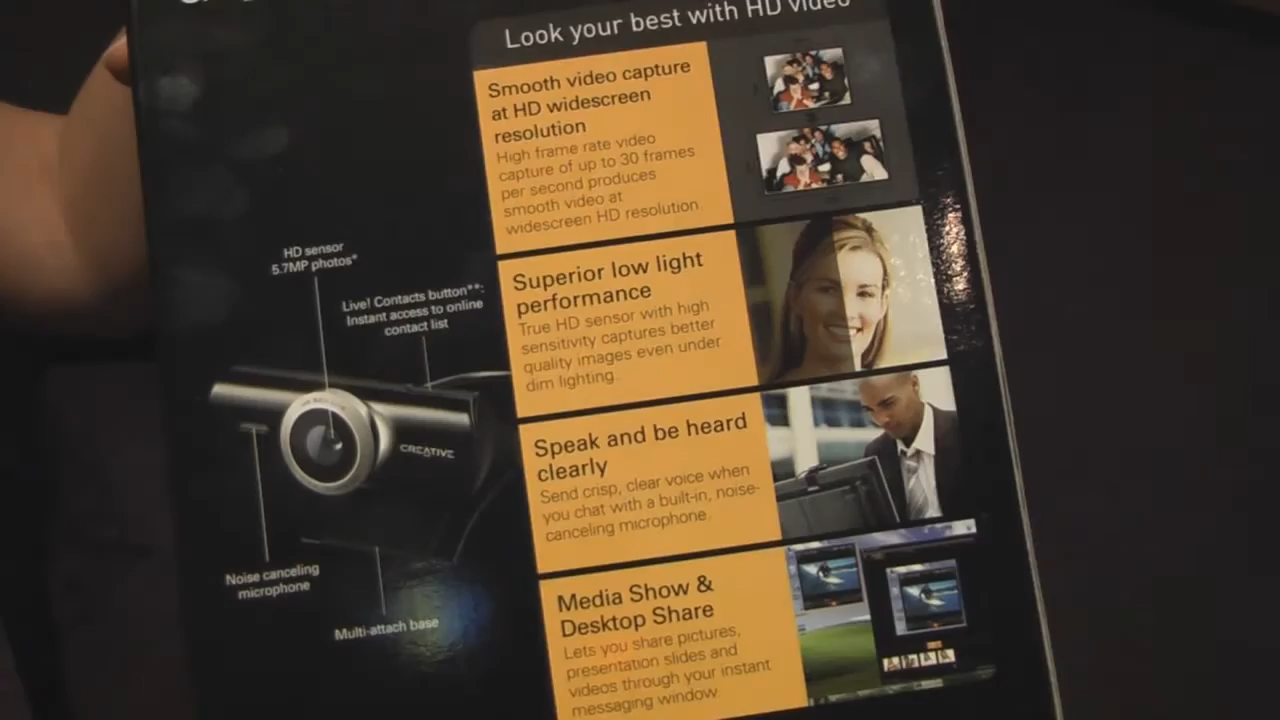 Look your best with HD video
Smooth video capture
at HD widescreen
resolution
High frame rate video
capture of up to 30 frames
per second produces
smooth video at
widescreen HD resolution.
Superior low light
performance
True HD sensor with high
sensitivity captures better
quality images even under
dim lighting.
Speak and be heard
clearly
Send crisp, clear voice when
you chat with a built-in, noise-
canceling microphone.
Media Show &
Desktop Share
Lets you share pictures,
presentation slides and
videos through your instant
messaging window
HD sensor
5.7MP photos*
Live! Contacts button**:
Instant access to online
contact list
CREATIVE
Noise canceling
microphone
Multi-attach base